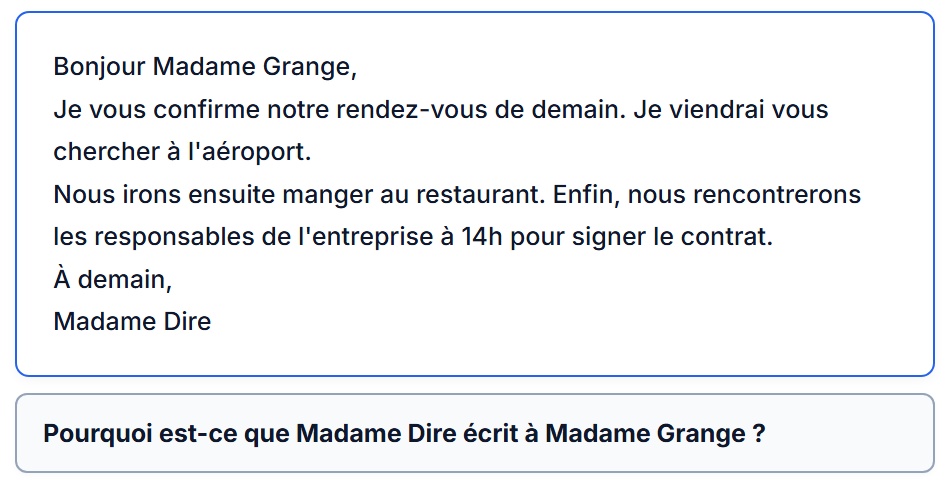 Bonjour Madame Grange,
Je vous confirme notre rendez-vous de demain. Je viendrai vous
chercher à l'aéroport.
Nous irons ensuite manger au restaurant. Enfin, nous rencontrerons
les responsables de l'entreprise à 14h pour signer le contrat.
À demain,
Madame Dire
Pourquoi est-ce que Madame Dire écrit à Madame Grange ?